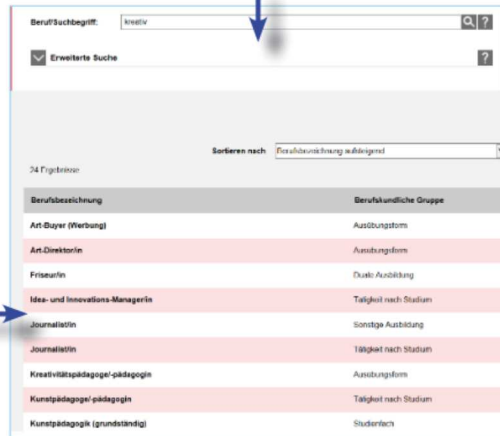 Beruf/Suchbegriff: kreativ ?
Erweiterte Suche ?
Sortieren nach Berufsbezeichnung aufsteigend
24 Ergebnisse
Berufsbezeichnung Berufskundliche Gruppe
Art-Buyer (Werbung) Ausübungsform
Art-Direktor/in Ausübungsform
Friseur/in Duale Ausbildung
Idea- und Innovations-Manager/in Tätigkeit nach Studium
Journalist/in Sonstige Ausbildung
Journalist/in Tätigkeit nach Studium
Kreativitätspädagoge/-pädagogin Ausübungsform
Kunstpädagoge/-pädagogin Tätigkeit nach Studium
Kunstpädagogik (grundständig) Studienfach